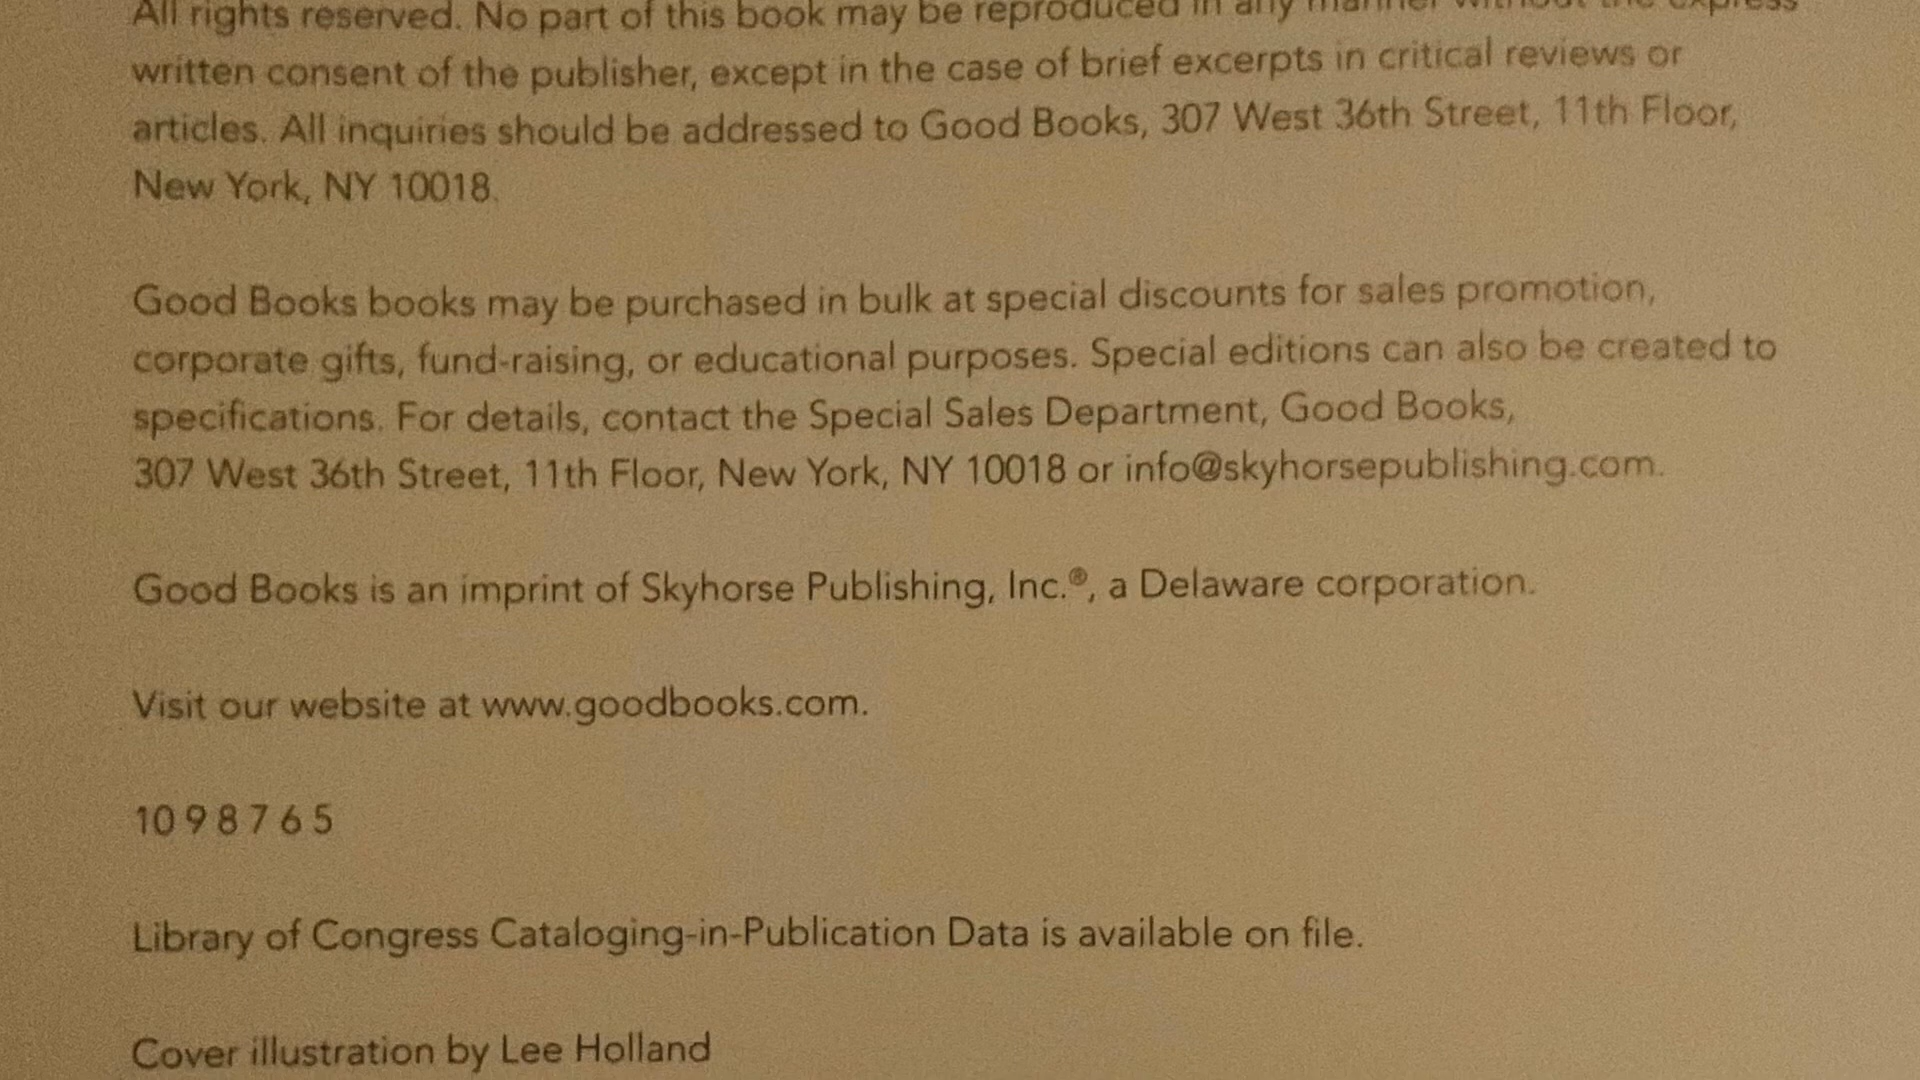 All rights reserved. No part of this book may be reproduced in any manner without the express
written consent of the publisher, except in the case of brief excerpts in critical reviews or
articles. All inquiries should be addressed to Good Books, 307 West 36th Street, 11th Floor,
New York, NY 10018.
Good Books books may be purchased in bulk at special discounts for sales promotion,
corporate gifts, fund-raising, or educational purposes. Special editions can also be created to
specifications. For details, contact the Special Sales Department, Good Books,
307 West 36th Street, 11th Floor, New York, NY 10018 or info@skyhorsepublishing.com.
Good Books is an imprint of Skyhorse Publishing, Inc.®, a Delaware corporation.
Visit our website at www.goodbooks.com.
10 9 8 7 6 5
Library of Congress Cataloging-in-Publication Data is available on file.
Cover illustration by Lee Holland